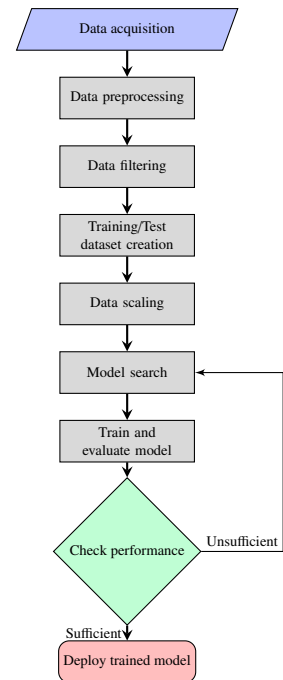 Data acquisition
Data preprocessing
Data filtering
Training/Test
dataset creation
Data scaling
Model search
Train and
evaluate model
Check performance
Unsufficient
Sufficient
Deploy trained model